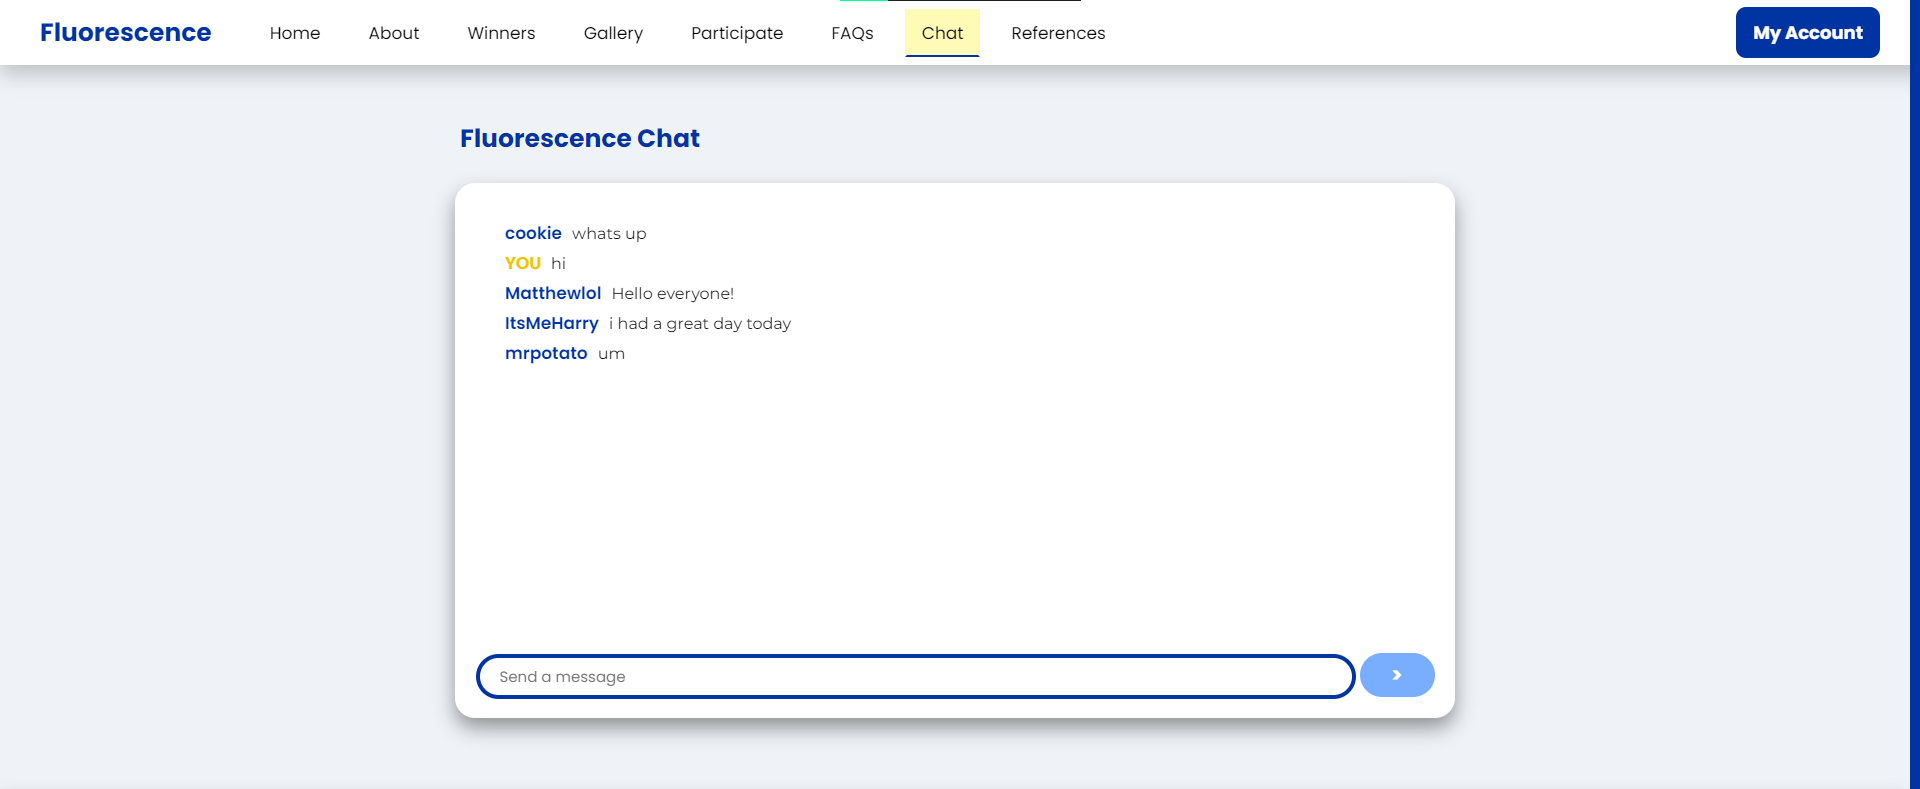 Fluorescence Home About Winners Gallery Participate FAQs Chat References My Account
Fluorescence Chat
cookie whats up
YOU hi
Matthewlol Hello everyone!
ItsMeHarry i had a great day today
mrpotato um
Send a message ›